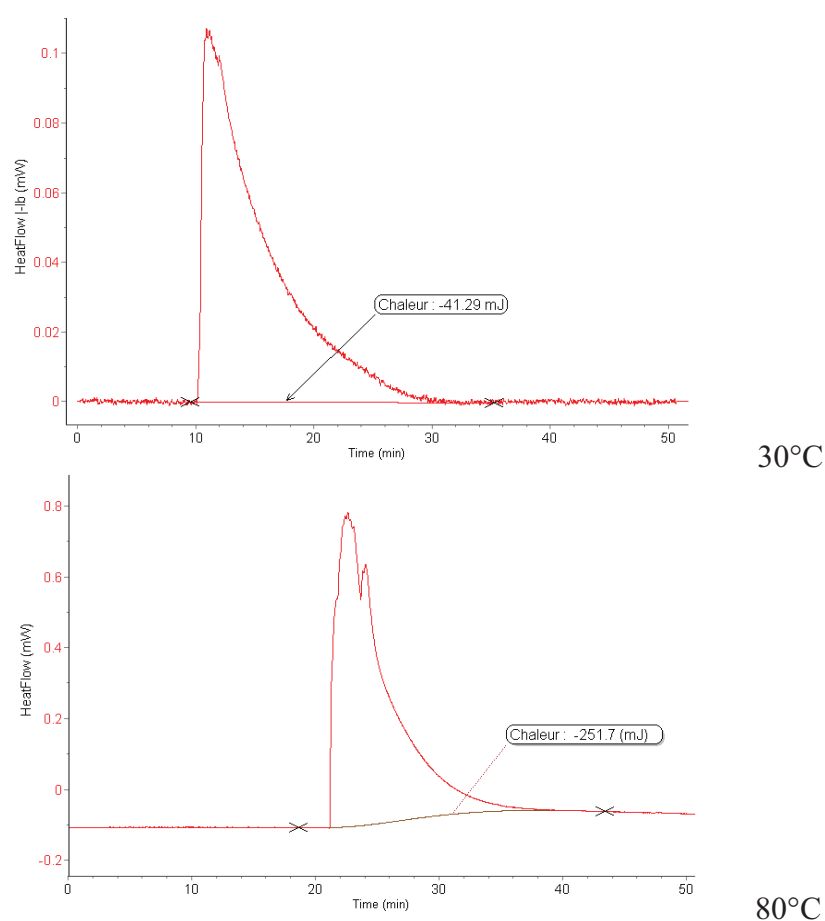 0.1
0.08
0.06
0.04
0.02
0
HeatFlow |-lb (mW)
Chaleur : -41.29 mJ
0 10 20 30 40 50
Time (min)
30°C
0.8
0.6
0.4
0.2
0
-0.2
HeatFlow (mW)
Chaleur : -251.7 (mJ)
0 10 20 30 40 50
Time (min)
80°C